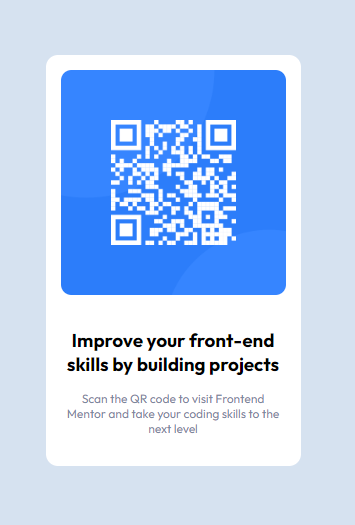 Improve your front-end
skills by building projects
Scan the QR code to visit Frontend
Mentor and take your coding skills to the
next level